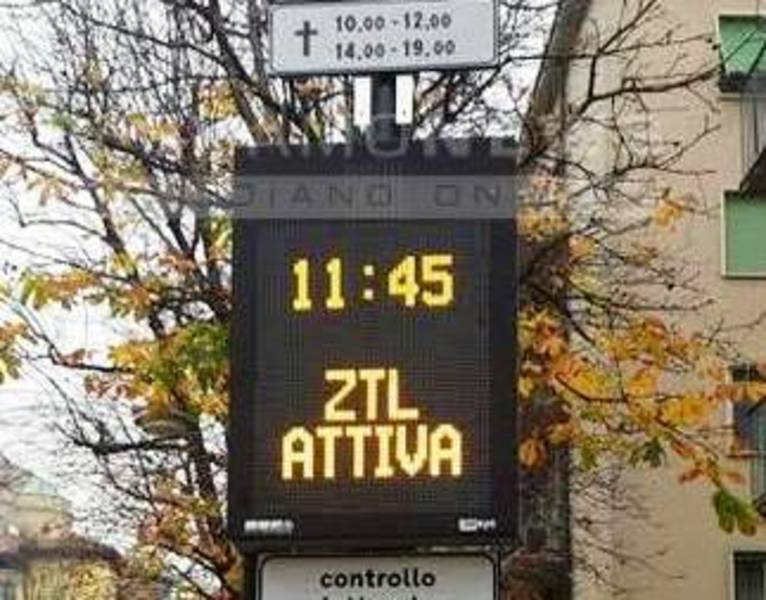 10.00 - 12.00
14.00 - 19.00
11:45
ZTL
ATTIVA
controllo